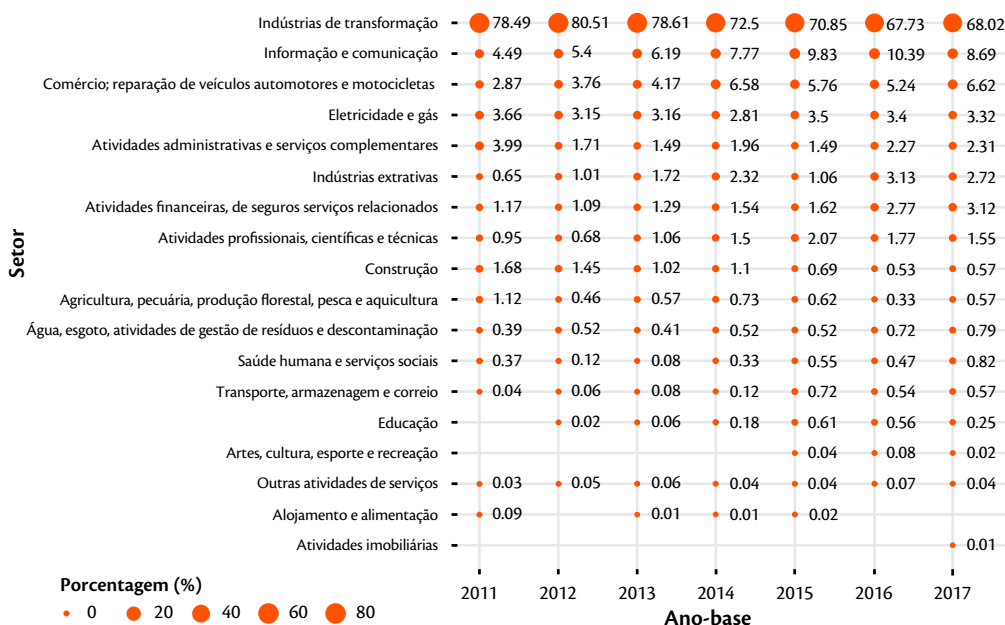 Setor
Indústrias de transformação 78.49 80.51 78.61 72.5 70.85 67.73 68.02
Informação e comunicação 4.49 5.4 6.19 7.77 9.83 10.39 8.69
Comércio; reparação de veículos automotores e motocicletas 2.87 3.76 4.17 6.58 5.76 5.24 6.62
Eletricidade e gás 3.66 3.15 3.16 2.81 3.5 3.4 3.32
Atividades administrativas e serviços complementares 3.99 1.71 1.49 1.96 1.49 2.27 2.31
Indústrias extrativas 0.65 1.01 1.72 2.32 1.06 3.13 2.72
Atividades financeiras, de seguros serviços relacionados 1.17 1.09 1.29 1.54 1.62 2.77 3.12
Atividades profissionais, científicas e técnicas 0.95 0.68 1.06 1.5 2.07 1.77 1.55
Construção 1.68 1.45 1.02 1.1 0.69 0.53 0.57
Agricultura, pecuária, produção florestal, pesca e aquicultura 1.12 0.46 0.57 0.73 0.62 0.33 0.57
Água, esgoto, atividades de gestão de resíduos e descontaminação 0.39 0.52 0.41 0.52 0.52 0.72 0.79
Saúde humana e serviços sociais 0.37 0.12 0.08 0.33 0.55 0.47 0.82
Transporte, armazenagem e correio 0.04 0.06 0.08 0.12 0.72 0.54 0.57
Educação 0.02 0.06 0.18 0.61 0.56 0.25
Artes, cultura, esporte e recreação 0.04 0.08 0.02
Outras atividades de serviços 0.03 0.05 0.06 0.04 0.04 0.07 0.04
Alojamento e alimentação 0.09 0.01 0.01 0.02
Atividades imobiliárias 0.01
2011 2012 2013 2014 2015 2016 2017
Ano-base
Porcentagem (%)
0 20 40 60 80